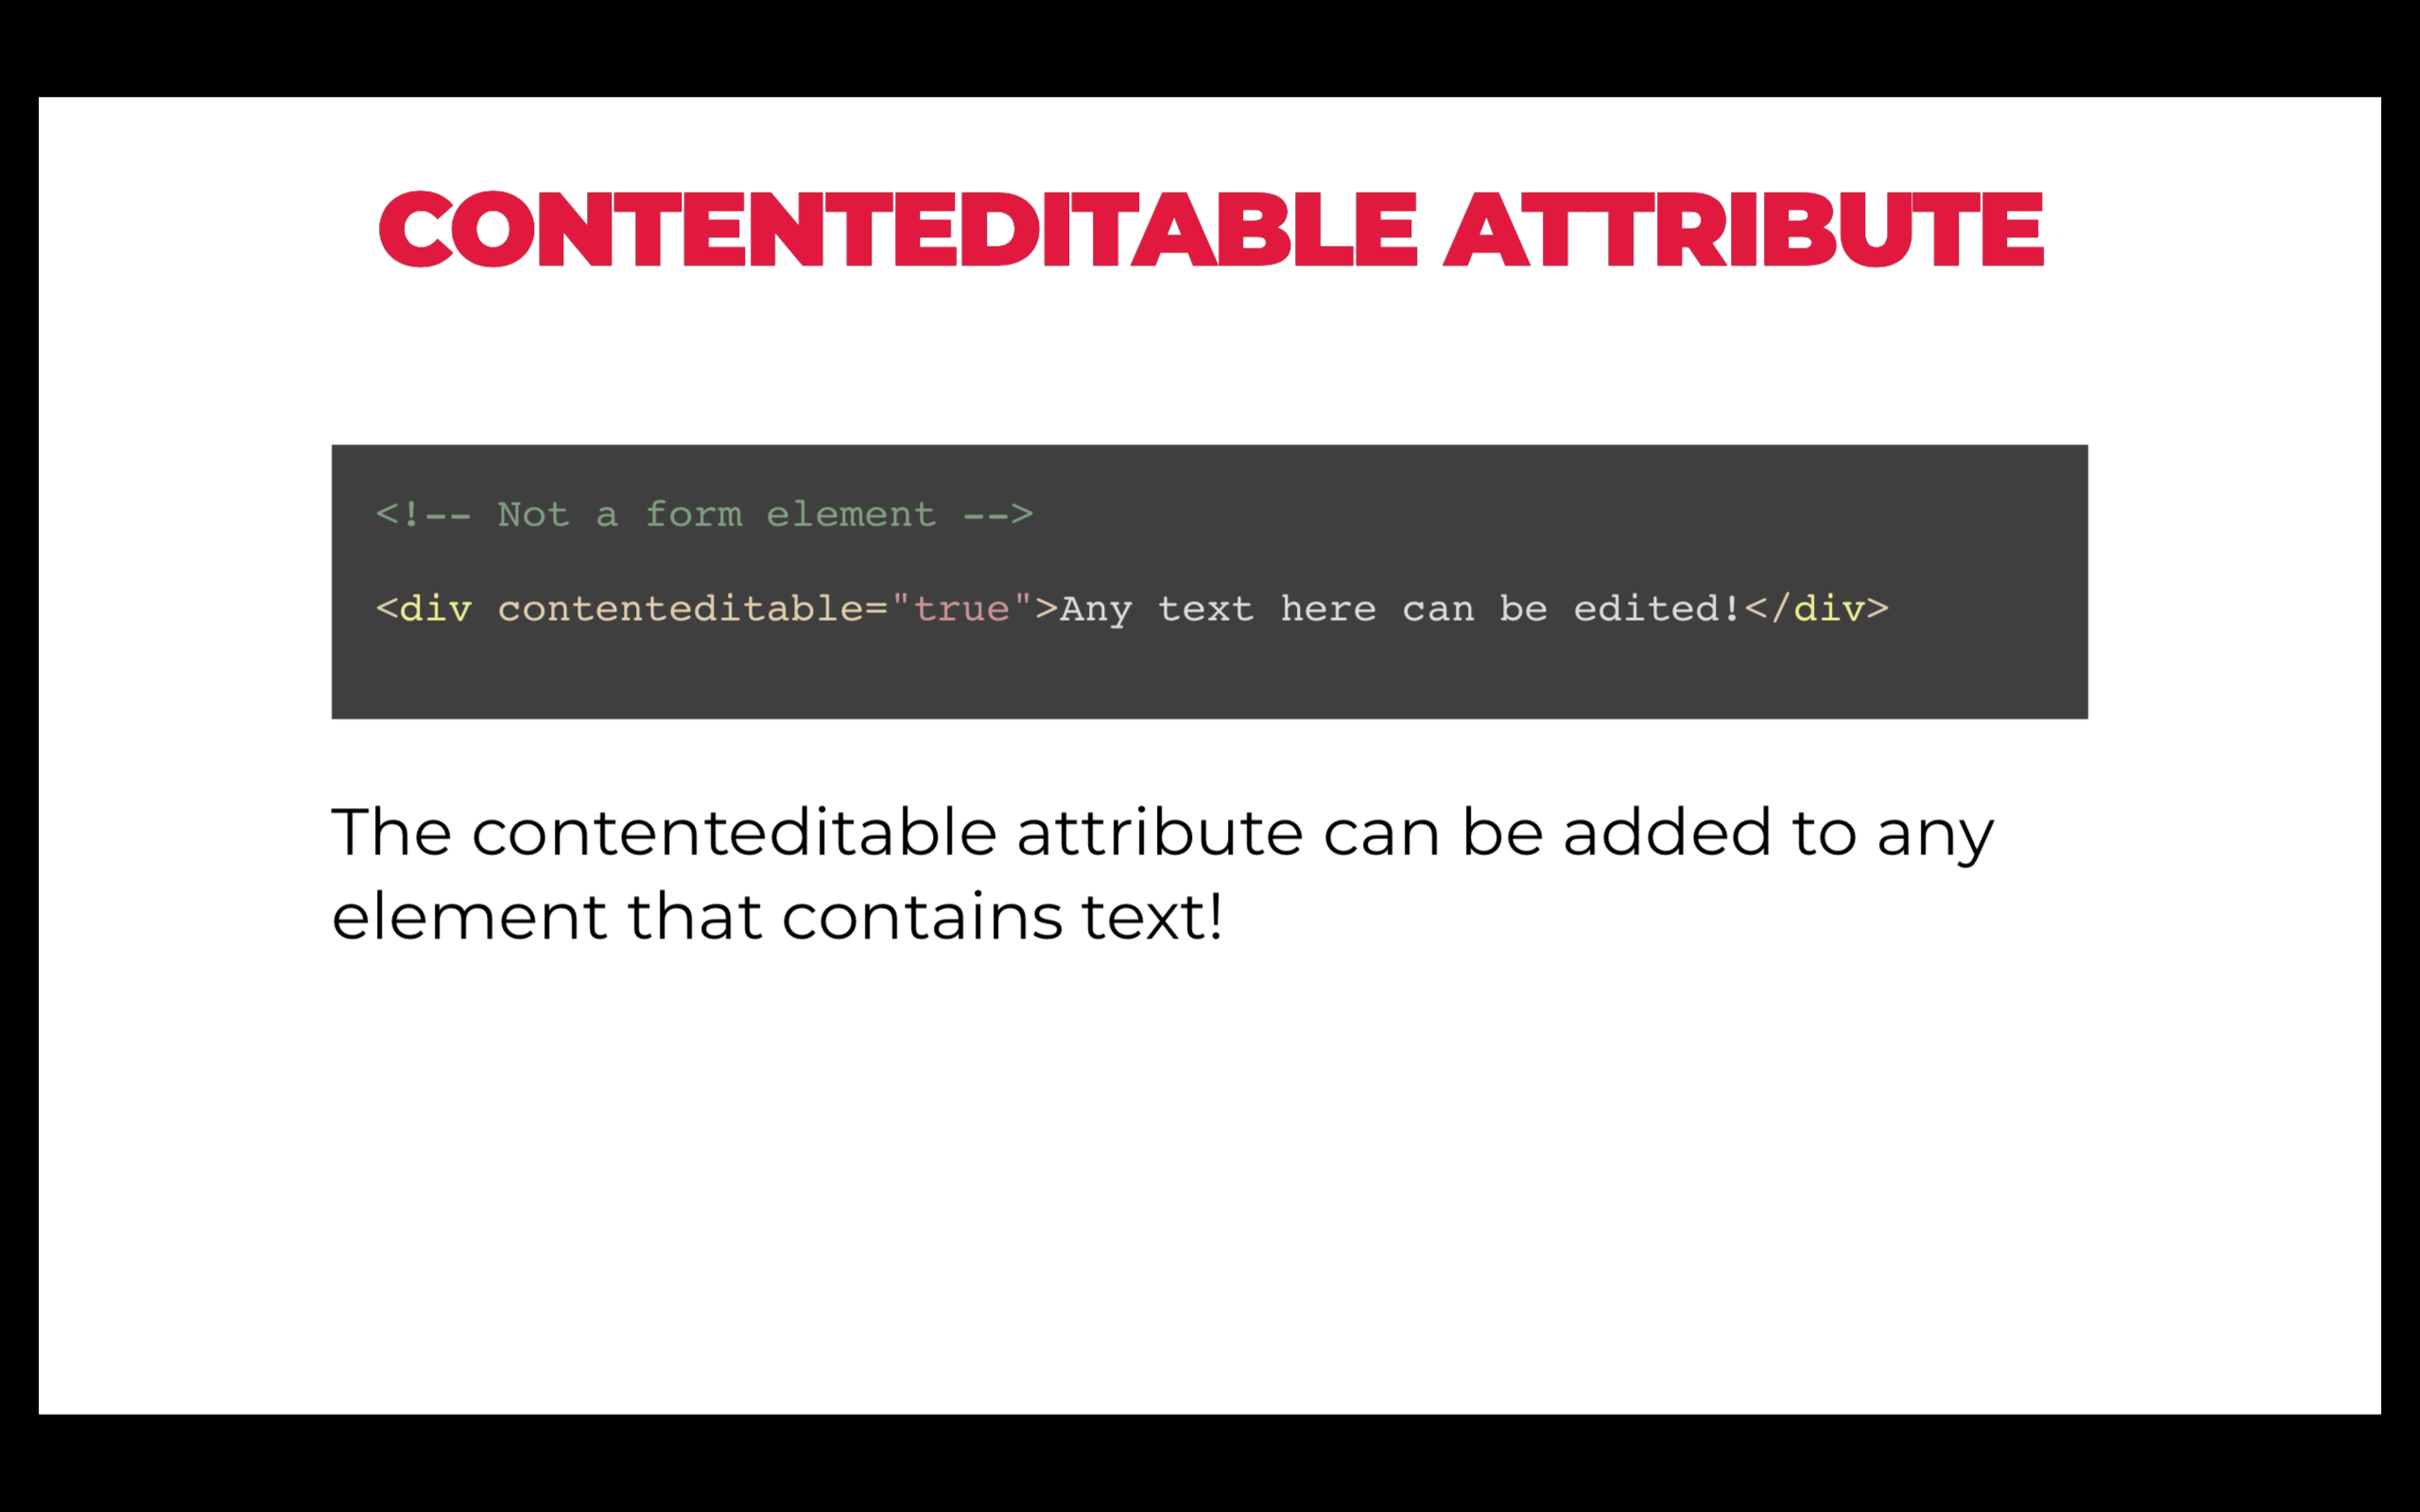 CONTENTEDITABLE ATTRIBUTE
<!-- Not a form element -->
<div contenteditable="true">Any text here can be edited!</div>
The contenteditable attribute can be added to any
element that contains text!